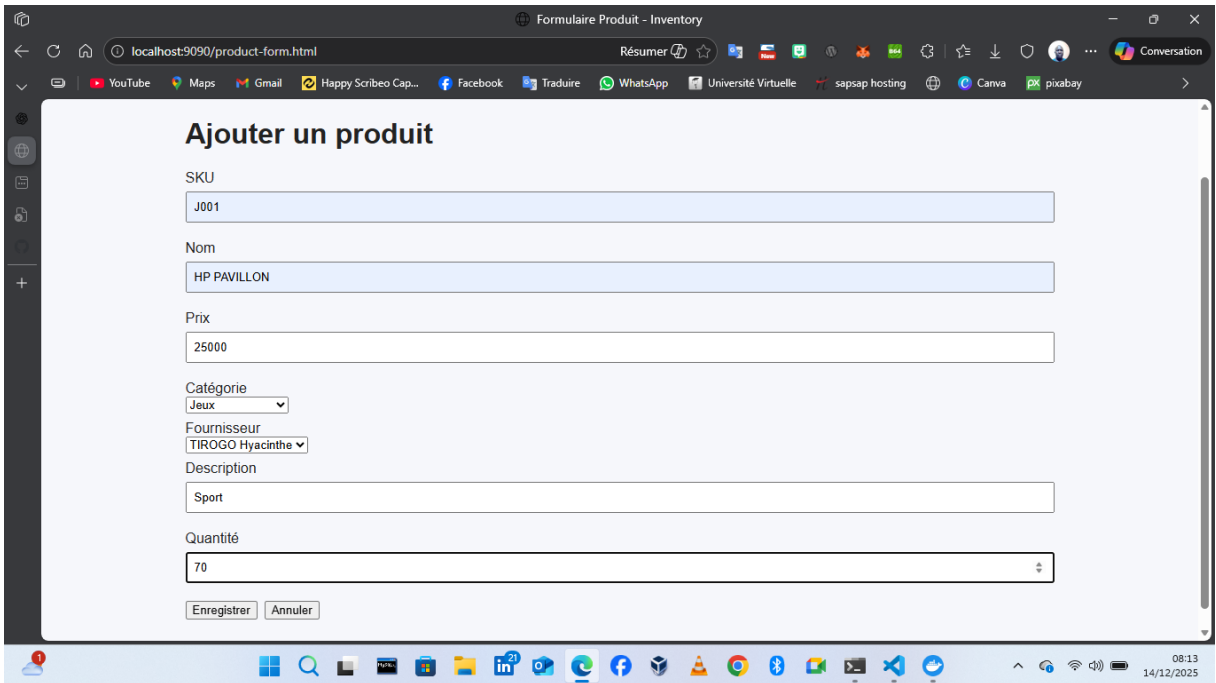 Formulaire Produit - Inventory
localhost:9090/product-form.html
Résumer
Conversation
YouTube
Maps
Gmail
Happy Scribeo Cap...
Facebook
Traduire
WhatsApp
Université Virtuelle
sapsap hosting
Canva
pixabay
Ajouter un produit
SKU
J001
Nom
HP PAVILLON
Prix
25000
Catégorie
Jeux
Fournisseur
TIROGO Hyacinthe
Description
Sport
Quantité
70
Enregistrer Annuler
1
21
08:13
14/12/2025